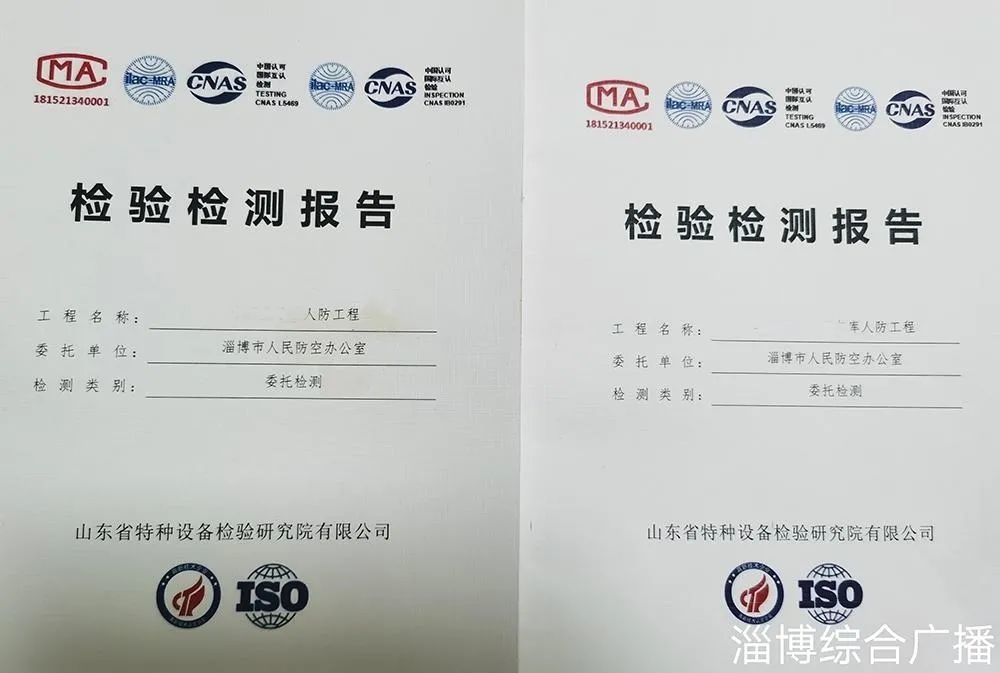 CMA
181521340001
ilac-MRA
CNAS
中国认可
国际互认
检测
TESTING
CNAS L5469
ilac-MRA
CNAS
中国认可
国际互认
检验
INSPECTION
CNAS IB0291
检验检测报告
工程名称: 人防工程
委托单位: 淄博市人民防空办公室
检测类别: 委托检测
山东省特种设备检验研究院有限公司
ISO
CMA
181521340001
ilac-MRA
CNAS
中国认可
国际互认
检测
TESTING
CNAS L5469
ilac-MRA
CNAS
中国认可
国际互认
检验
INSPECTION
CNAS IB0291
检验检测报告
工程名称: 库人防工程
委托单位: 淄博市人民防空办公室
检测类别: 委托检测
山东省特种设备检验研究院有限公司
ISO
淄博综合广播